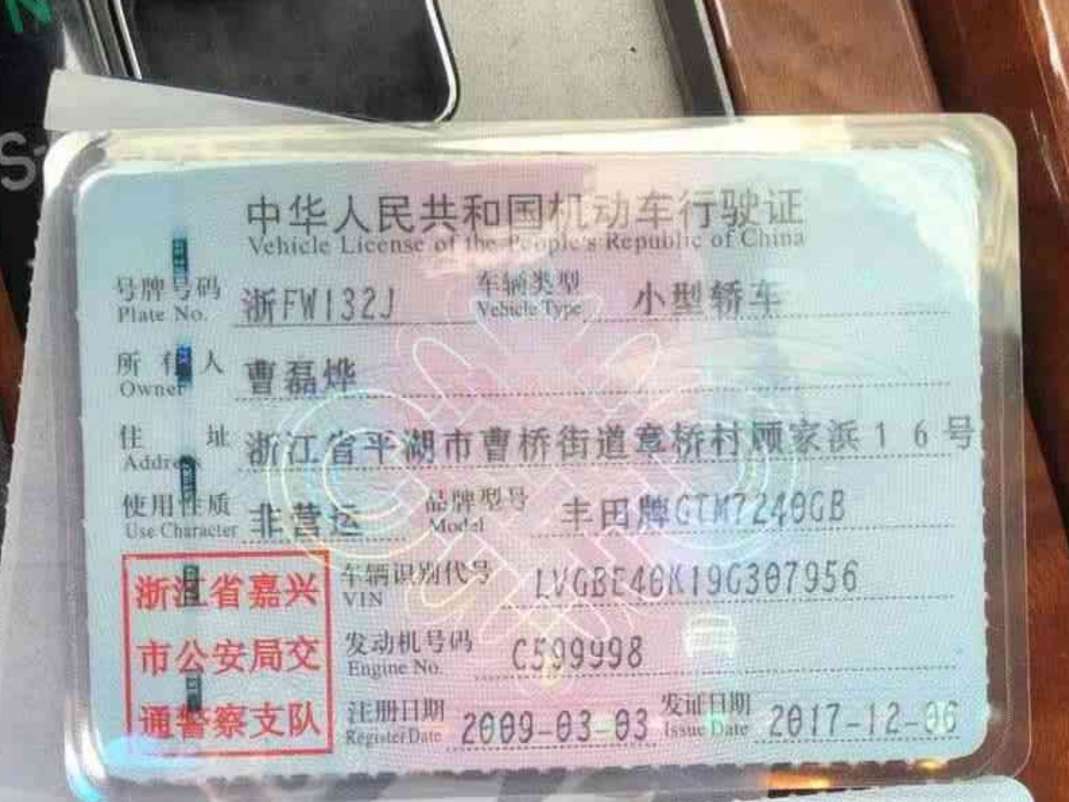 中华人民共和国机动车行驶证
Vehicle License of the People's Republic of China
号牌号码 浙FW132J 车辆类型 小型轿车
Plate No. Vehicle Type
所有人 曹磊烨
Owner
住址 浙江省平湖市曹桥街道章桥村顾家浜16号
Address
使用性质 非营运 品牌型号 丰田牌GTM7240GB
Use Character Model
浙江省嘉兴
市公安局交
通警察支队
车辆识别代号 LVGBE40K19G307956
VIN
发动机号码 C599998
Engine No.
注册日期 2009-03-03 发证日期 2017-12-06
Register Date Issue Date